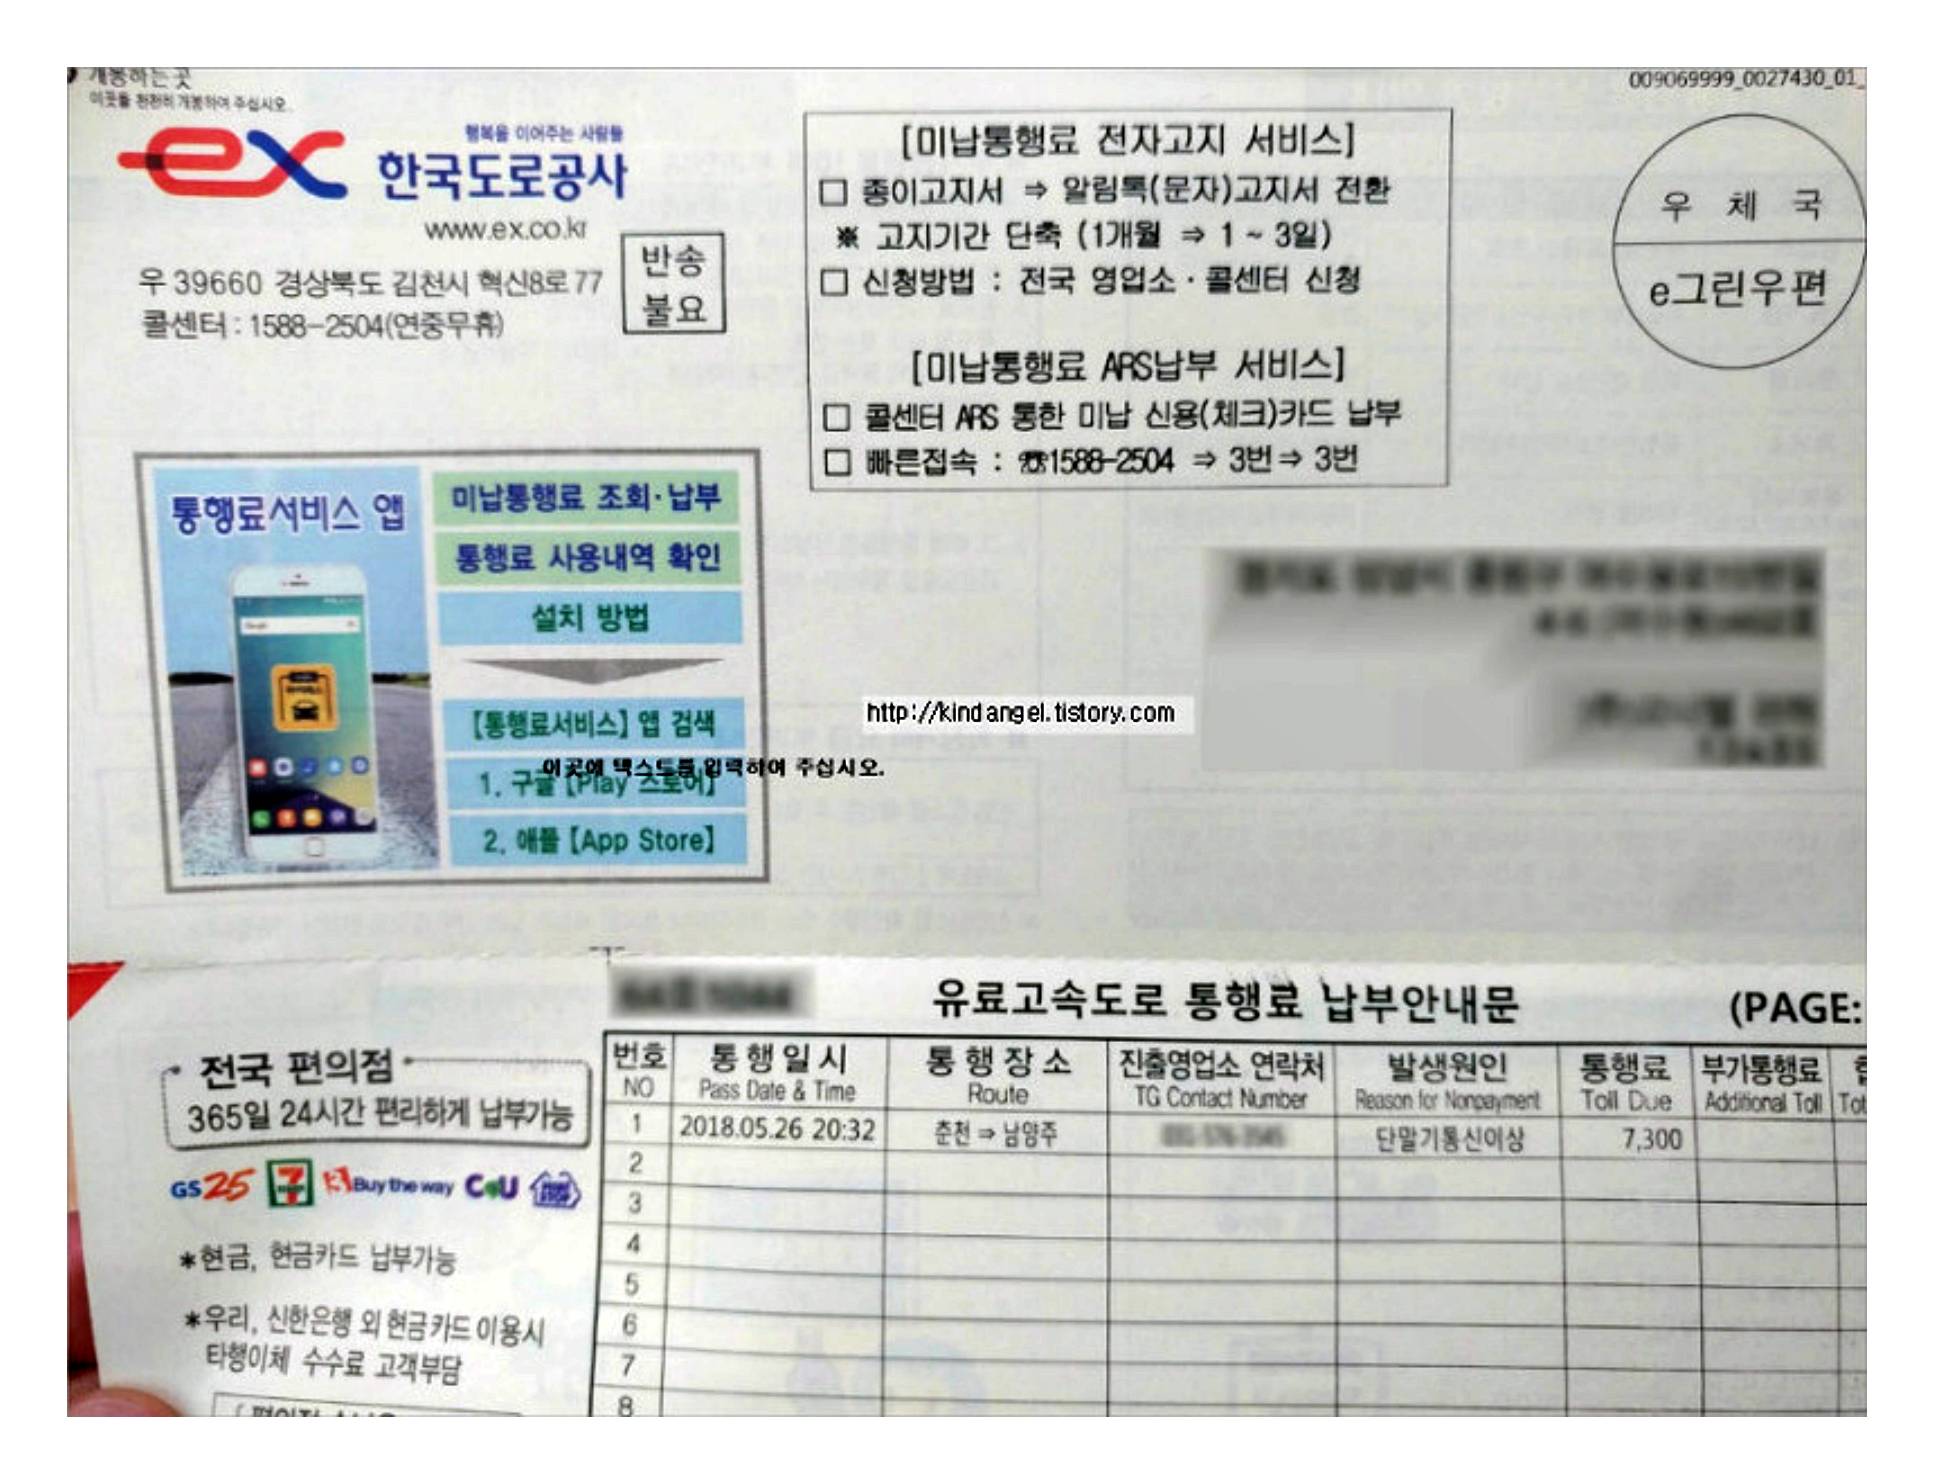 개봉하는 곳
이곳을 천천히 개봉하여 주십시오.
009069999_0027430_01_
ex 행복을 이어주는 사람들
한국도로공사
www.ex.co.kr
우 39660 경상북도 김천시 혁신8로 77
콜센터 : 1588-2504(연중무휴)
반송
불요
[미납통행료 전자고지 서비스]
□ 종이고지서 ⇒ 알림톡(문자)고지서 전환
※ 고지기간 단축 (1개월 ⇒ 1 ~ 3일)
□ 신청방법 : 전국 영업소 · 콜센터 신청
[미납통행료 ARS납부 서비스]
□ 콜센터 ARS 통한 미납 신용(체크)카드 납부
□ 빠른접속 : ☎1588-2504 ⇒ 3번 ⇒ 3번
우 체 국
e그린우편
통행료서비스 앱
미납통행료 조회·납부
통행료 사용내역 확인
설치 방법
【통행료서비스】 앱 검색
1. 구글 【Play 스토어】
2. 애플 【App Store】
http://kindangel.tistory.com
이곳에 텍스트를 입력하여 주십시오.
유료고속도로 통행료 납부안내문 (PAGE:
전국 편의점
365일 24시간 편리하게 납부가능
GS25 7 Buy the way CU
*현금, 현금카드 납부가능
*우리, 신한은행 외 현금카드 이용시
타행이체 수수료 고객부담
번호 통행일시 통행장소 진출영업소 연락처 발생원인 통행료 부가통행료
NO Pass Date & Time Route TG Contact Number Reason for Nonpayment Toll Due Additional Toll Tot
1 2018.05.26 20:32 춘천 ⇒ 남양주 단말기통신이상 7,300
2
3
4
5
6
7
8